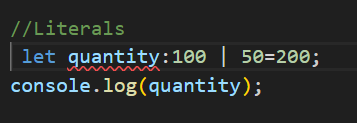 //Literals
let quantity:100 | 50=200;
console.log(quantity);